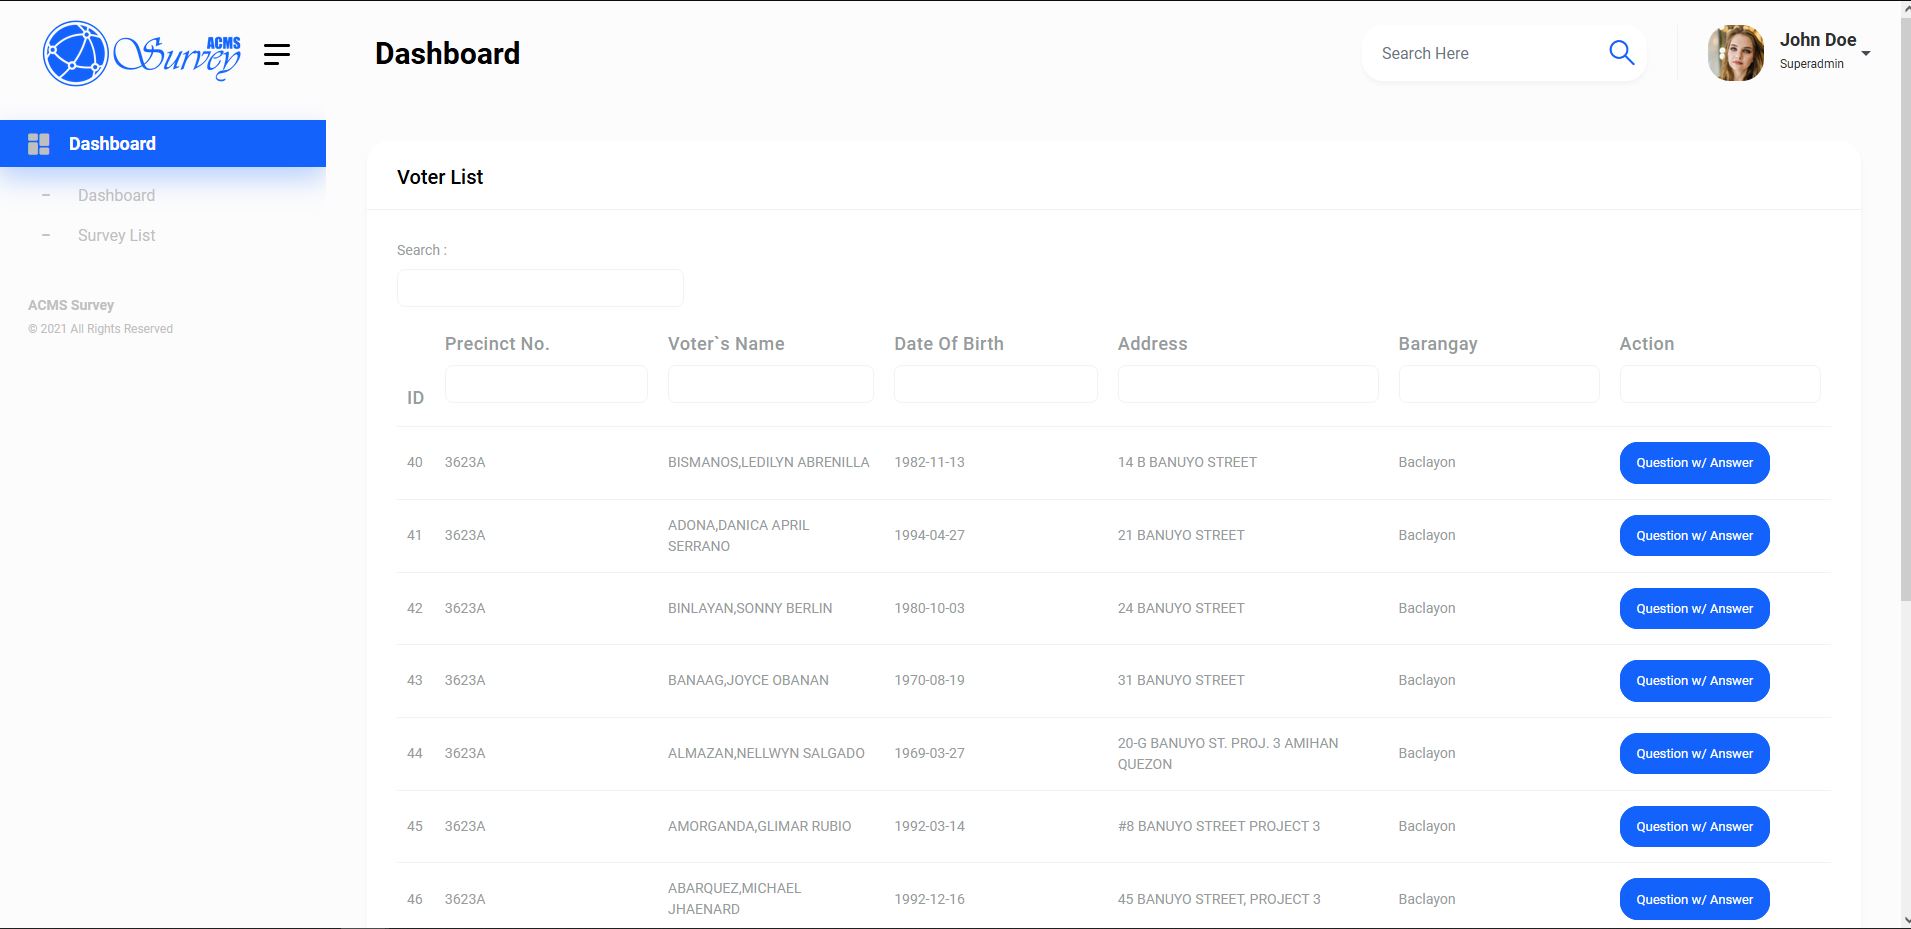 ACMS
Survey
Dashboard
Search Here
John Doe
Superadmin
Dashboard
Dashboard
Survey List
ACMS Survey
© 2021 All Rights Reserved
Voter List
Search :
ID
Precinct No.
Voter`s Name
Date Of Birth
Address
Barangay
Action
40 3623A BISMANOS,LEDILYN ABRENILLA 1982-11-13 14 B BANUYO STREET Baclayon Question w/ Answer
41 3623A ADONA,DANICA APRIL
SERRANO 1994-04-27 21 BANUYO STREET Baclayon Question w/ Answer
42 3623A BINLAYAN,SONNY BERLIN 1980-10-03 24 BANUYO STREET Baclayon Question w/ Answer
43 3623A BANAAG,JOYCE OBANAN 1970-08-19 31 BANUYO STREET Baclayon Question w/ Answer
44 3623A ALMAZAN,NELLWYN SALGADO 1969-03-27 20-G BANUYO ST. PROJ. 3 AMIHAN
QUEZON Baclayon Question w/ Answer
45 3623A AMORGANDA,GLIMAR RUBIO 1992-03-14 #8 BANUYO STREET PROJECT 3 Baclayon Question w/ Answer
46 3623A ABARQUEZ,MICHAEL
JHAENARD 1992-12-16 45 BANUYO STREET, PROJECT 3 Baclayon Question w/ Answer